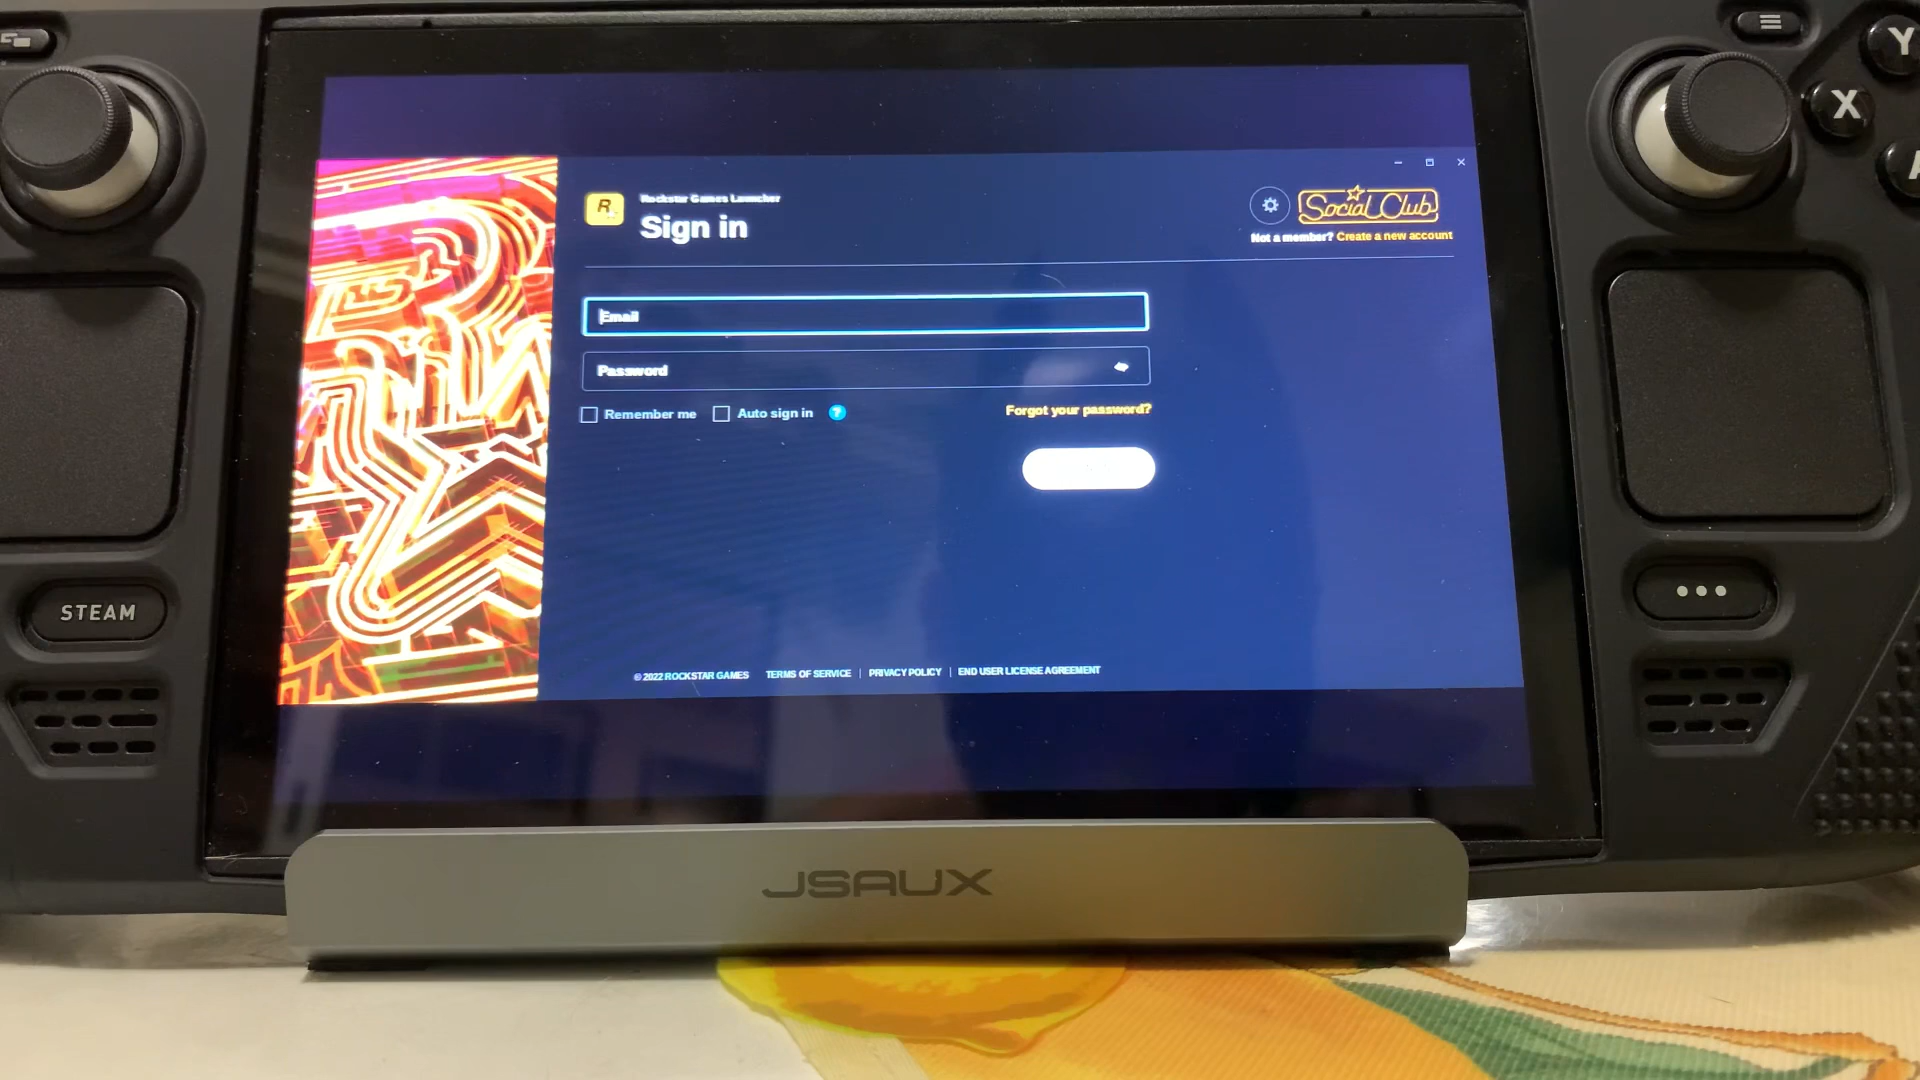 Y
X
A
Rockstar Games Launcher
Sign in
R
Social Club
Not a member? Create a new account
Email
Password
Remember me Auto sign in ?
Forgot your password?
STEAM
© 2022 ROCKSTAR GAMES TERMS OF SERVICE | PRIVACY POLICY | END USER LICENSE AGREEMENT
JSAUX